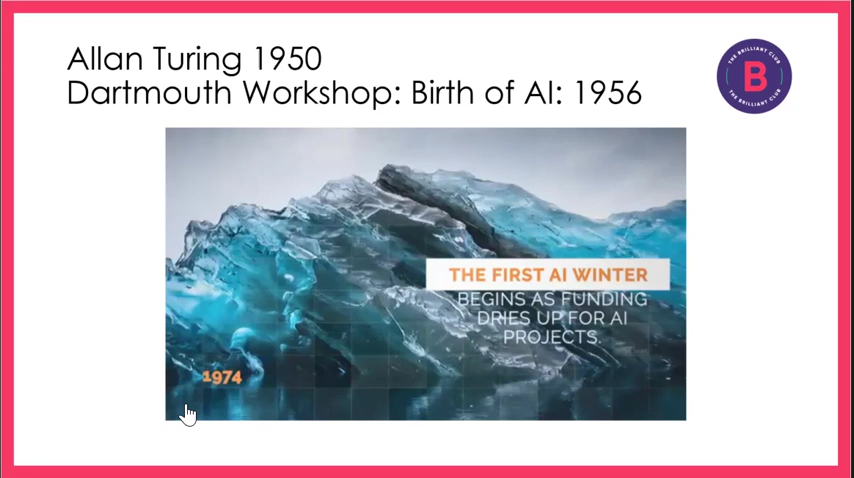 Allan Turing 1950
Dartmouth Workshop: Birth of AI: 1956
THE BRILLIANT CLUB
B
THE BRILLIANT CLUB
THE FIRST AI WINTER
BEGINS AS FUNDING
DRIES UP FOR AI
PROJECTS.
1974